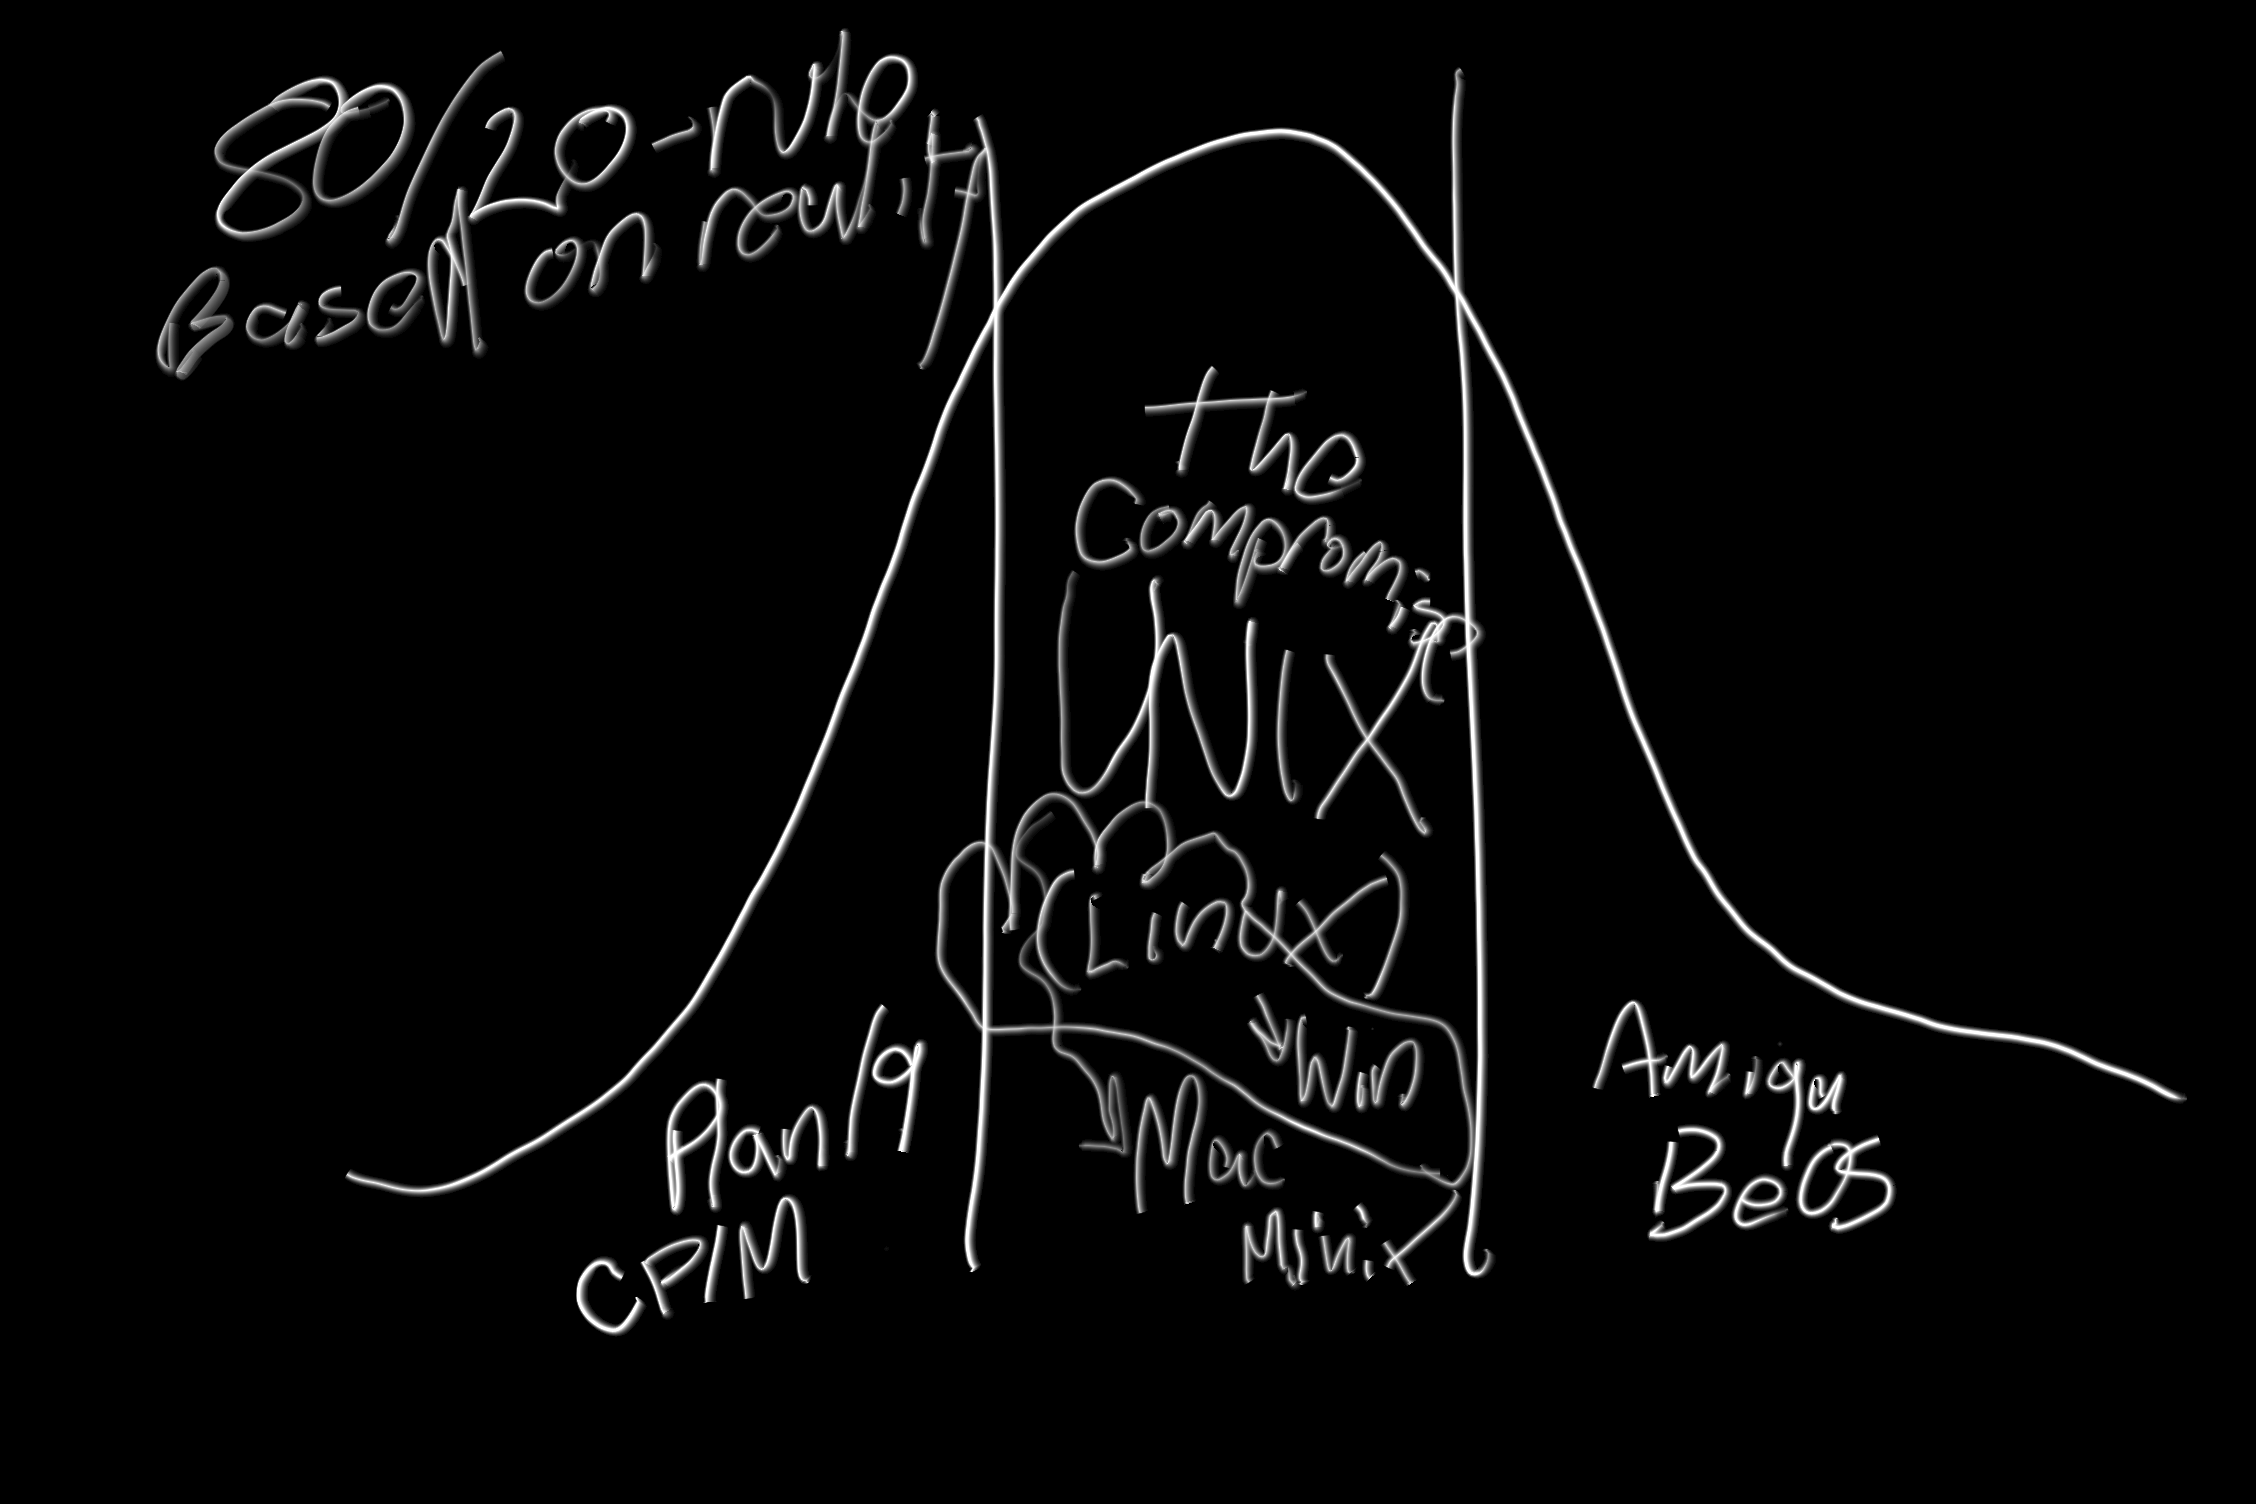 80/20-rule
Based on reality
The
Compromise
UNIX
(Linux)
Win
Mac
Minix
Plan/9
CP/M
Amiga
BeOS